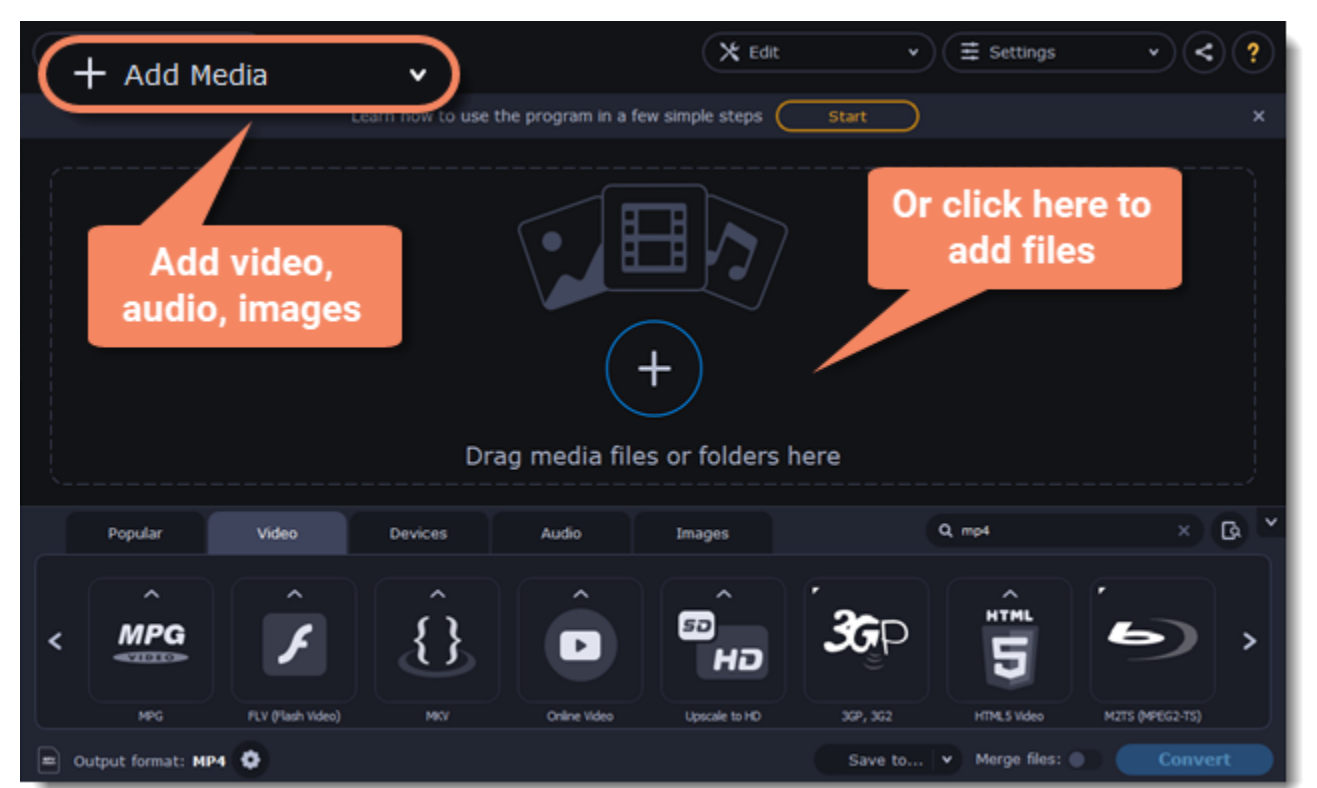 Add Media
Edit
Settings
?
Learn how to use the program in a few simple steps
Start
Or click here to
add files
Add video,
audio, images
Drag media files or folders here
Popular
Video
Devices
Audio
Images
mp4
MPG
VIDEO
SD
HD
3GP
HTML
5
MPG
FLV (Flash Video)
MKV
Online Video
Upscale to HD
3GP, 3G2
HTML5 Video
M2TS (MPEG2-TS)
Output format: MP4
Save to...
Merge files:
Convert